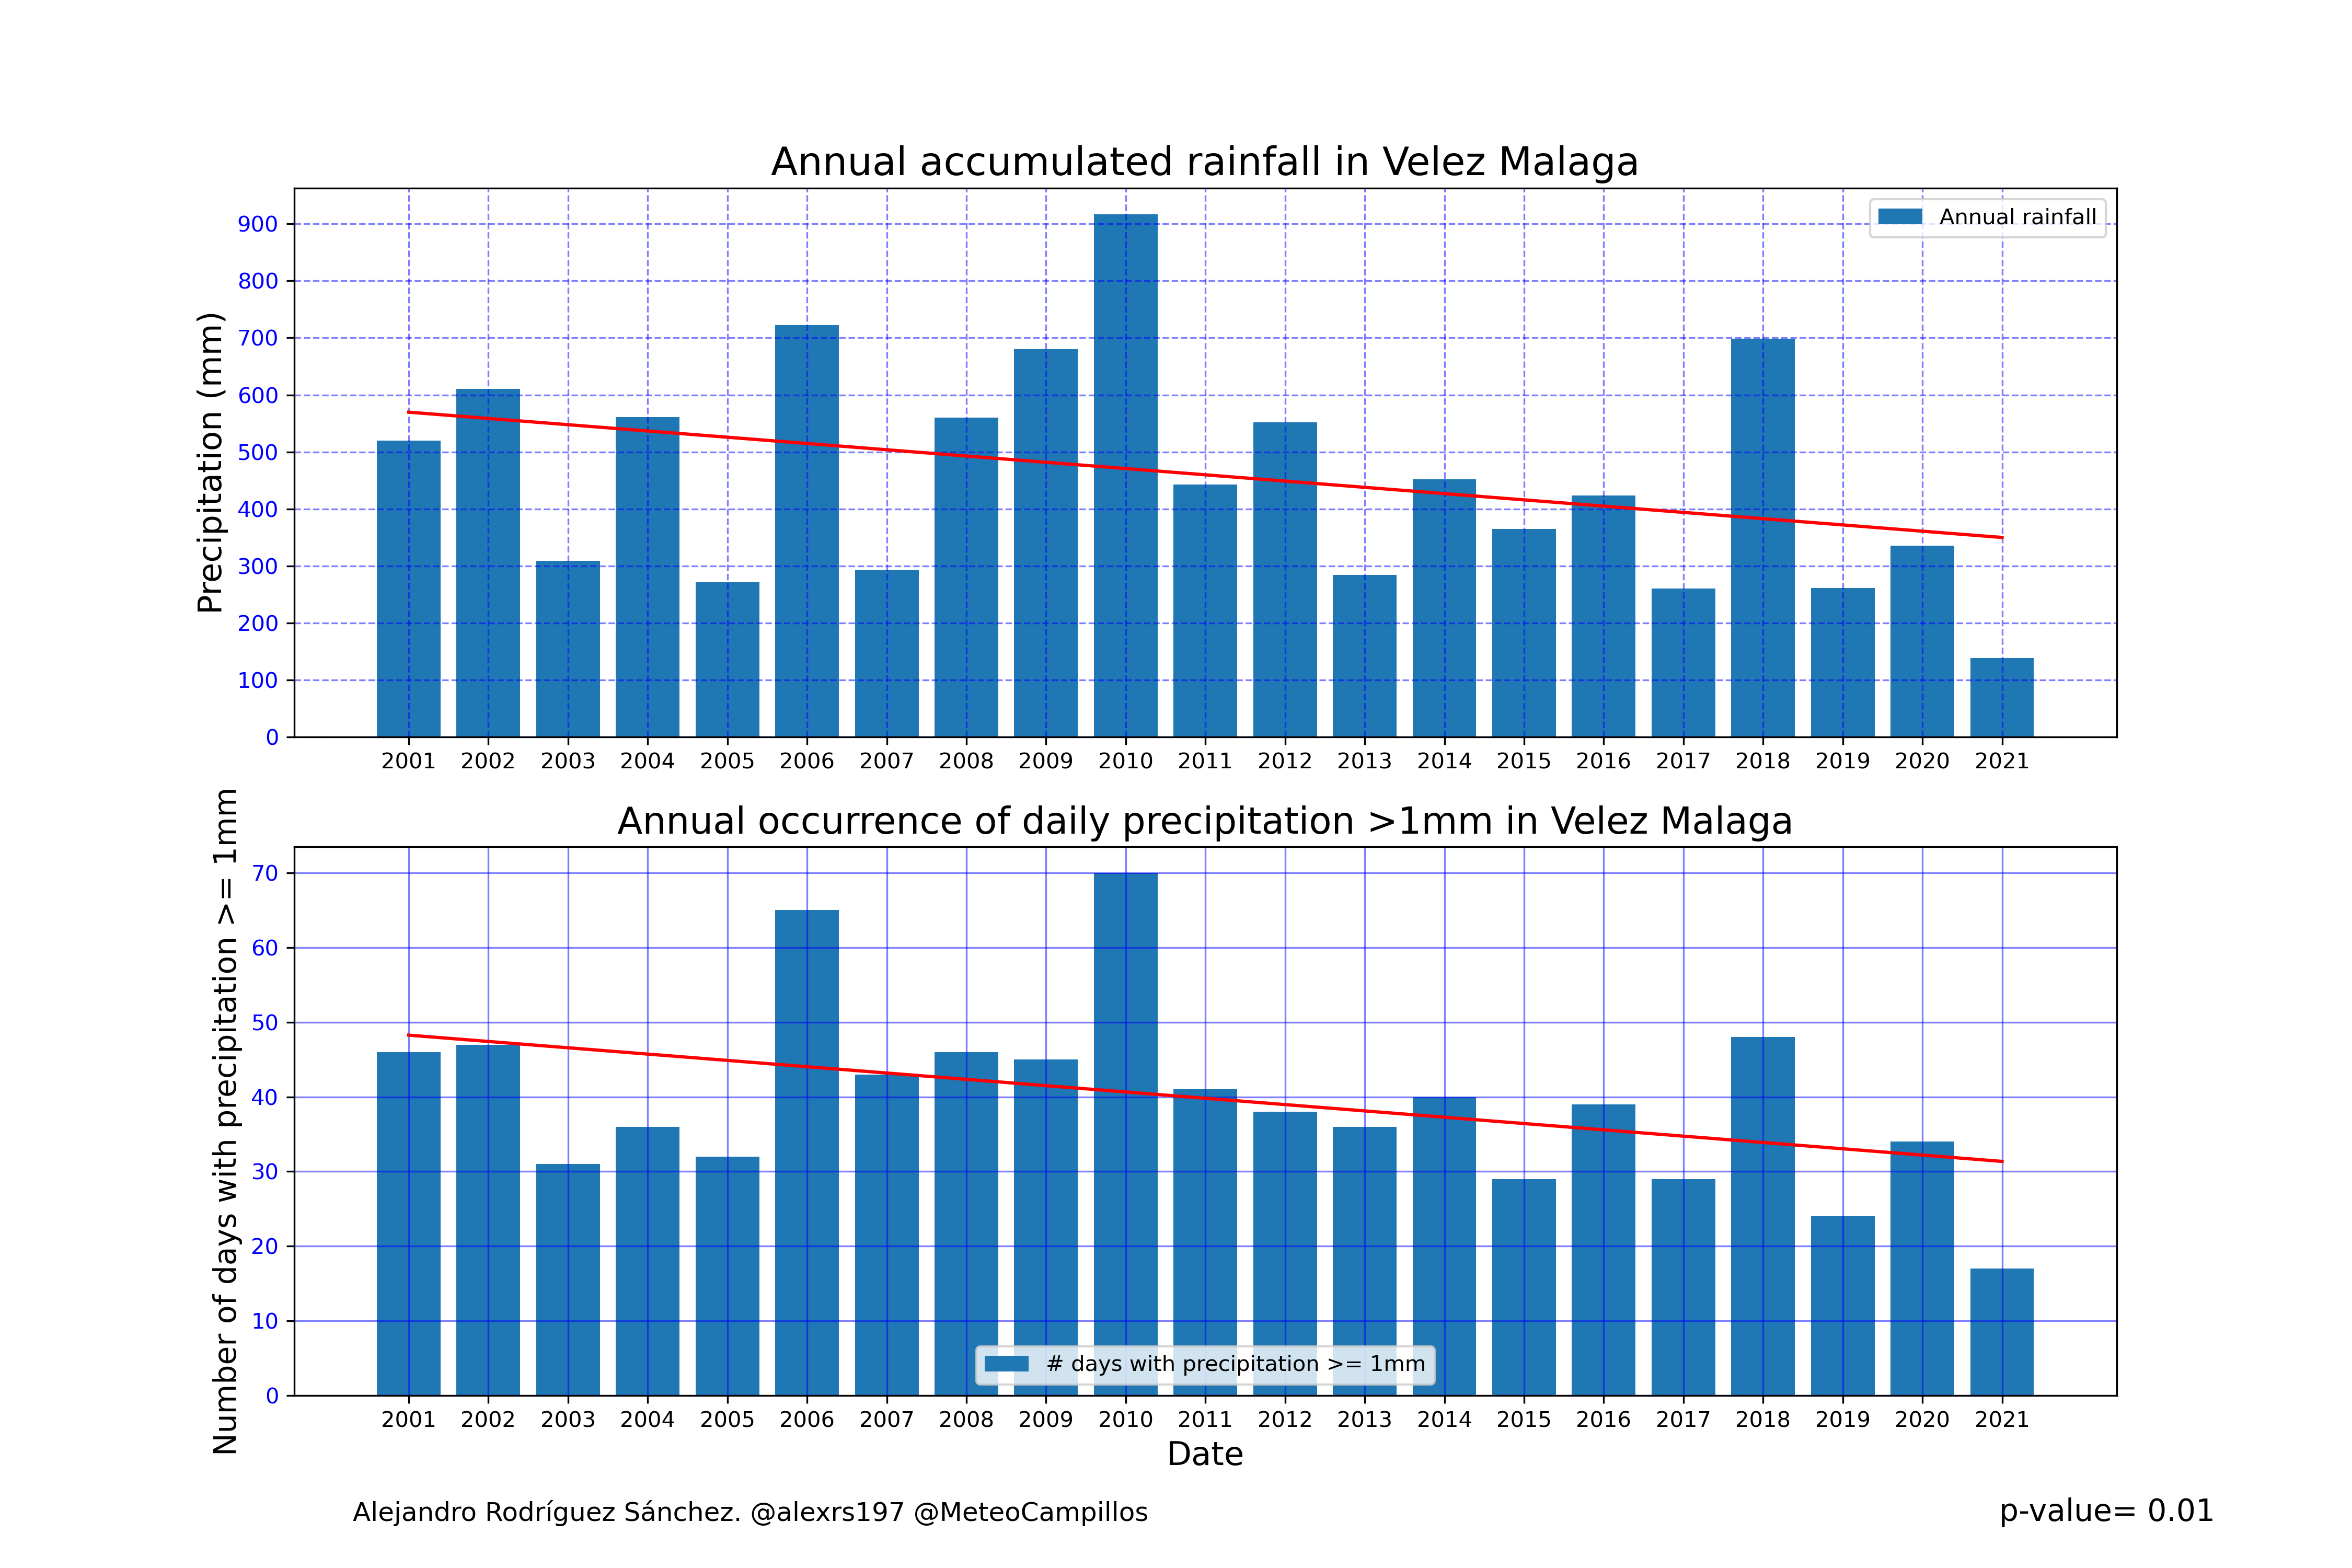 Annual accumulated rainfall in Velez Malaga
Precipitation (mm)
900
800
700
600
500
400
300
200
100
0
Annual rainfall
2001 2002 2003 2004 2005 2006 2007 2008 2009 2010 2011 2012 2013 2014 2015 2016 2017 2018 2019 2020 2021
Annual occurrence of daily precipitation >1mm in Velez Malaga
Number of days with precipitation >= 1mm
70
60
50
40
30
20
10
0
# days with precipitation >= 1mm
2001 2002 2003 2004 2005 2006 2007 2008 2009 2010 2011 2012 2013 2014 2015 2016 2017 2018 2019 2020 2021
Date
Alejandro Rodríguez Sánchez. @alexrs197 @MeteoCampillos
p-value= 0.01